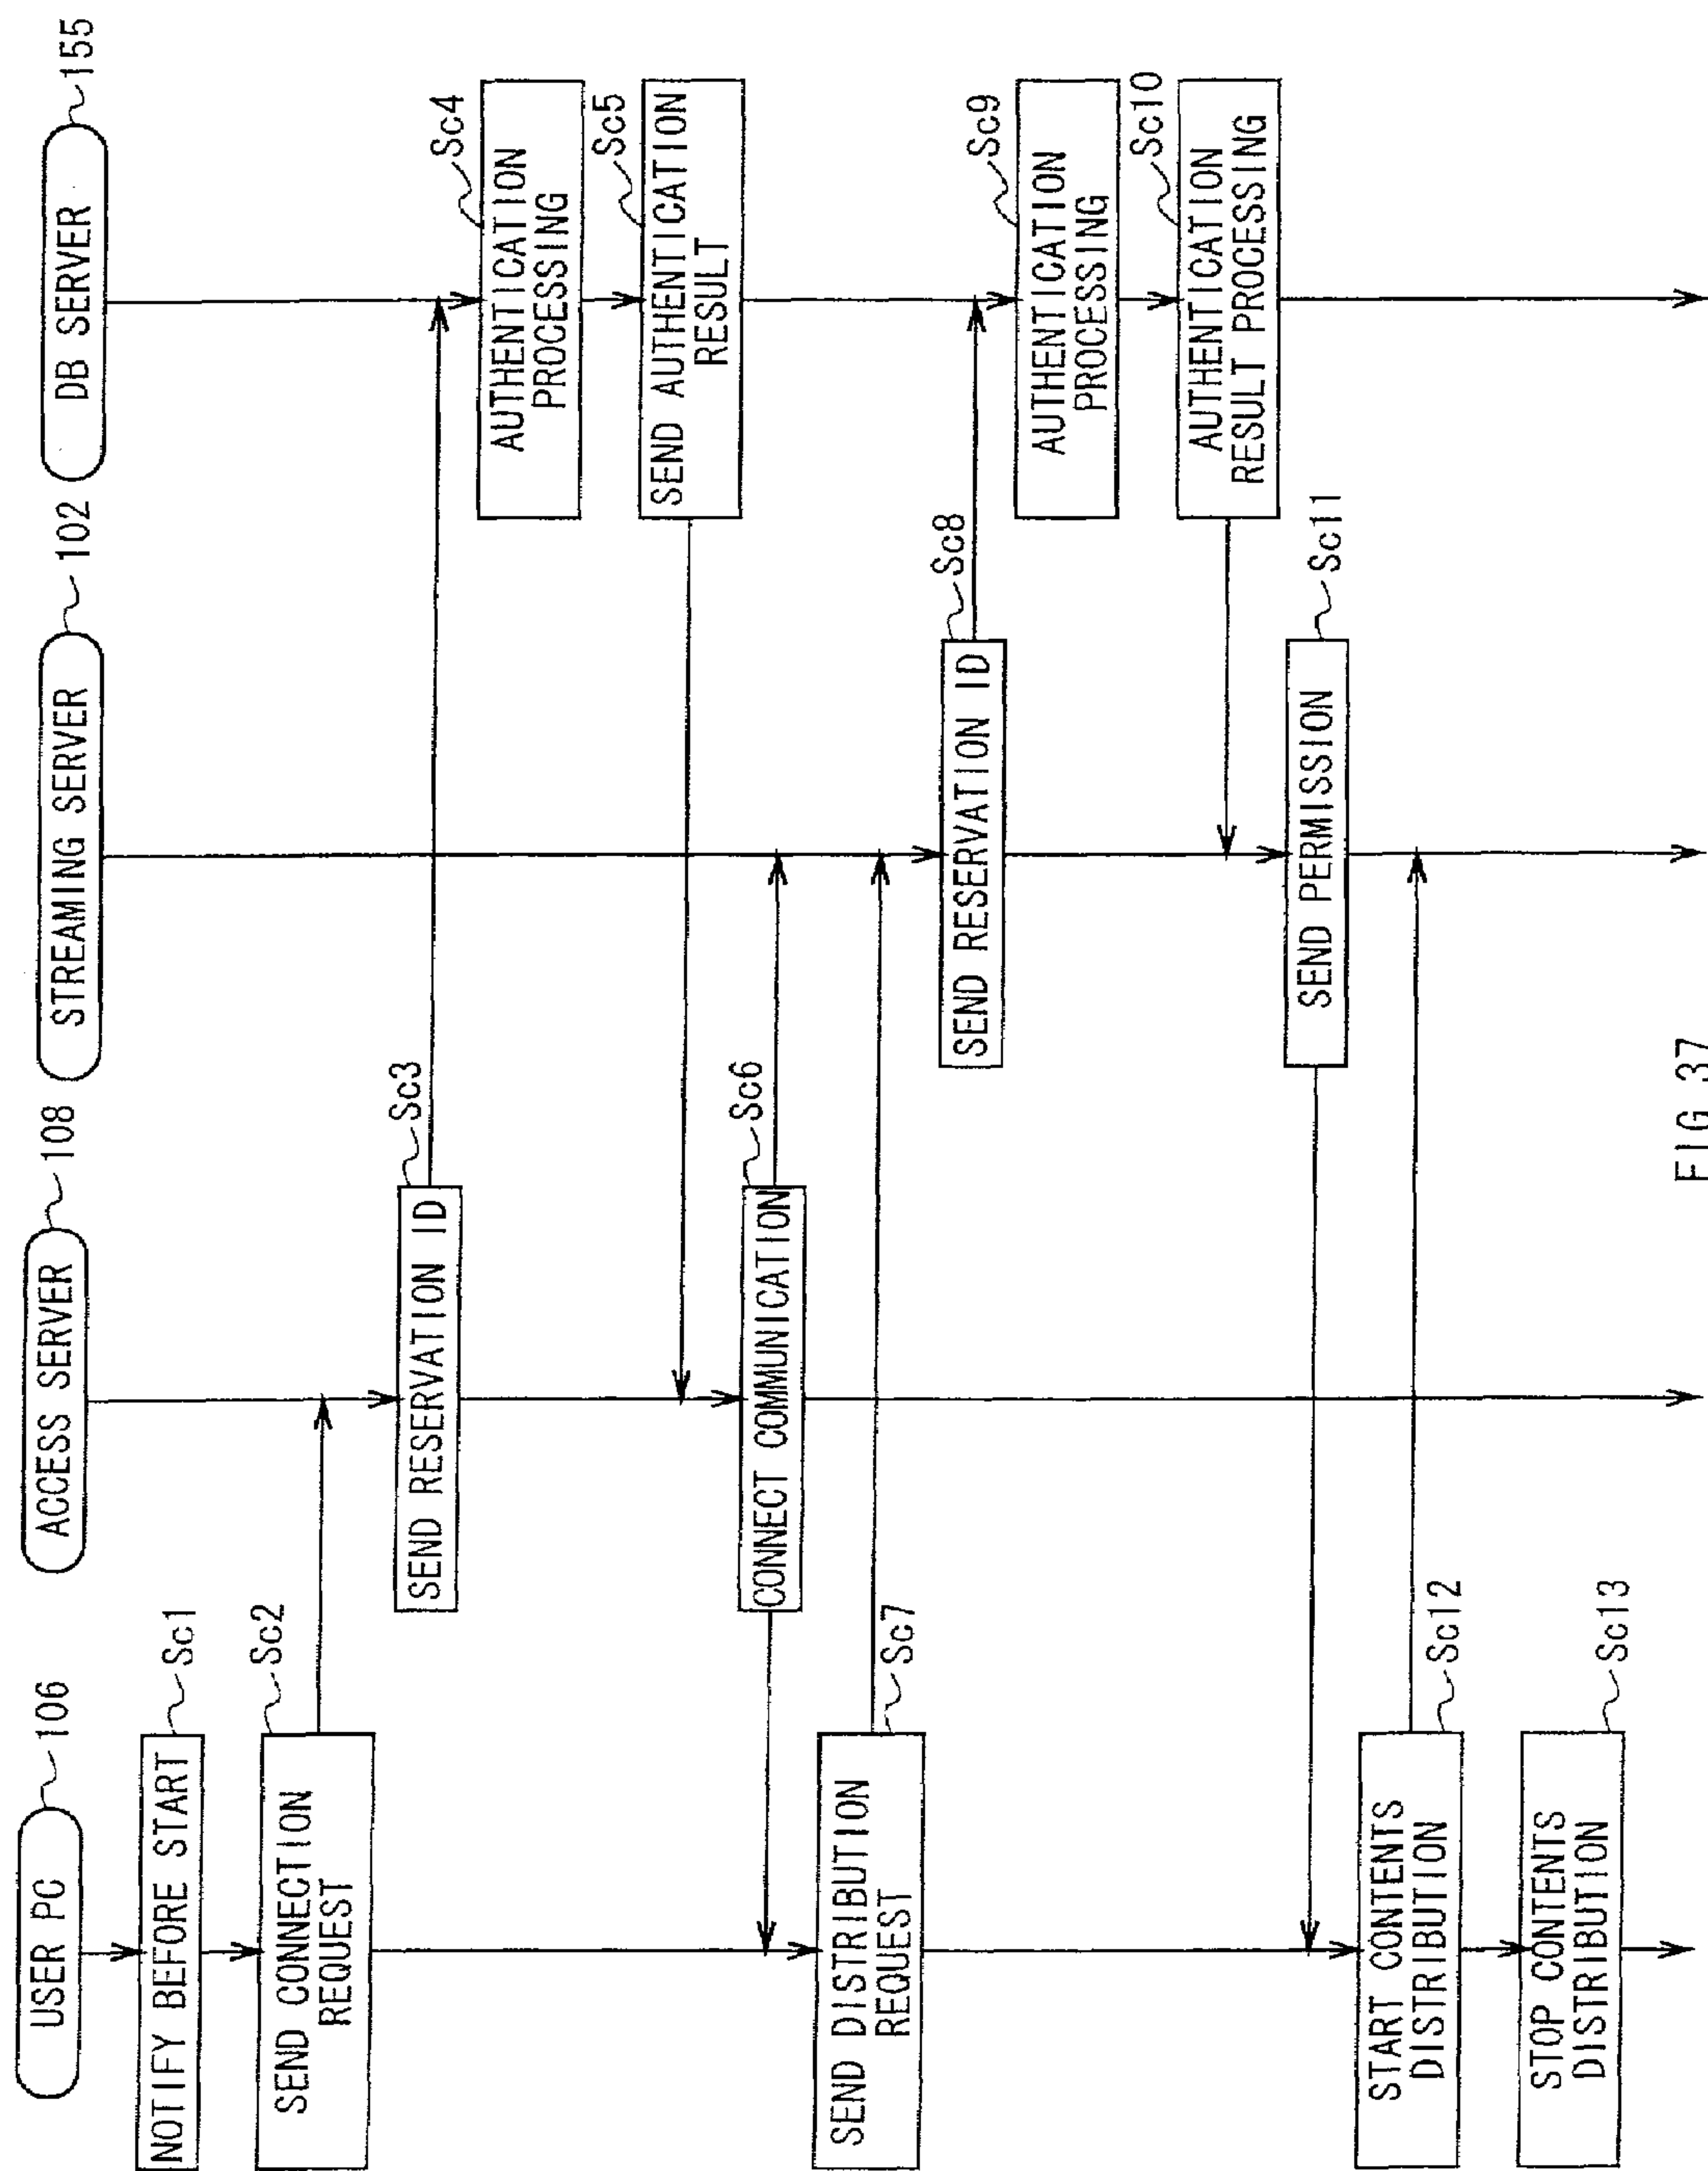 USER PC
106
ACCESS SERVER
108
STREAMING SERVER
102
DB SERVER
155
NOTIFY BEFORE START
Sc1
SEND CONNECTION
REQUEST
Sc2
SEND RESERVATION ID
Sc3
AUTHENTICATION
PROCESSING
Sc4
SEND AUTHENTICATION
RESULT
Sc5
CONNECT COMMUNICATION
Sc6
SEND DISTRIBUTION
REQUEST
Sc7
SEND RESERVATION ID
Sc8
AUTHENTICATION
PROCESSING
Sc9
AUTHENTICATION
RESULT PROCESSING
Sc10
SEND PERMISSION
Sc11
START CONTENTS
DISTRIBUTION
Sc12
STOP CONTENTS
DISTRIBUTION
Sc13
FIG. 37